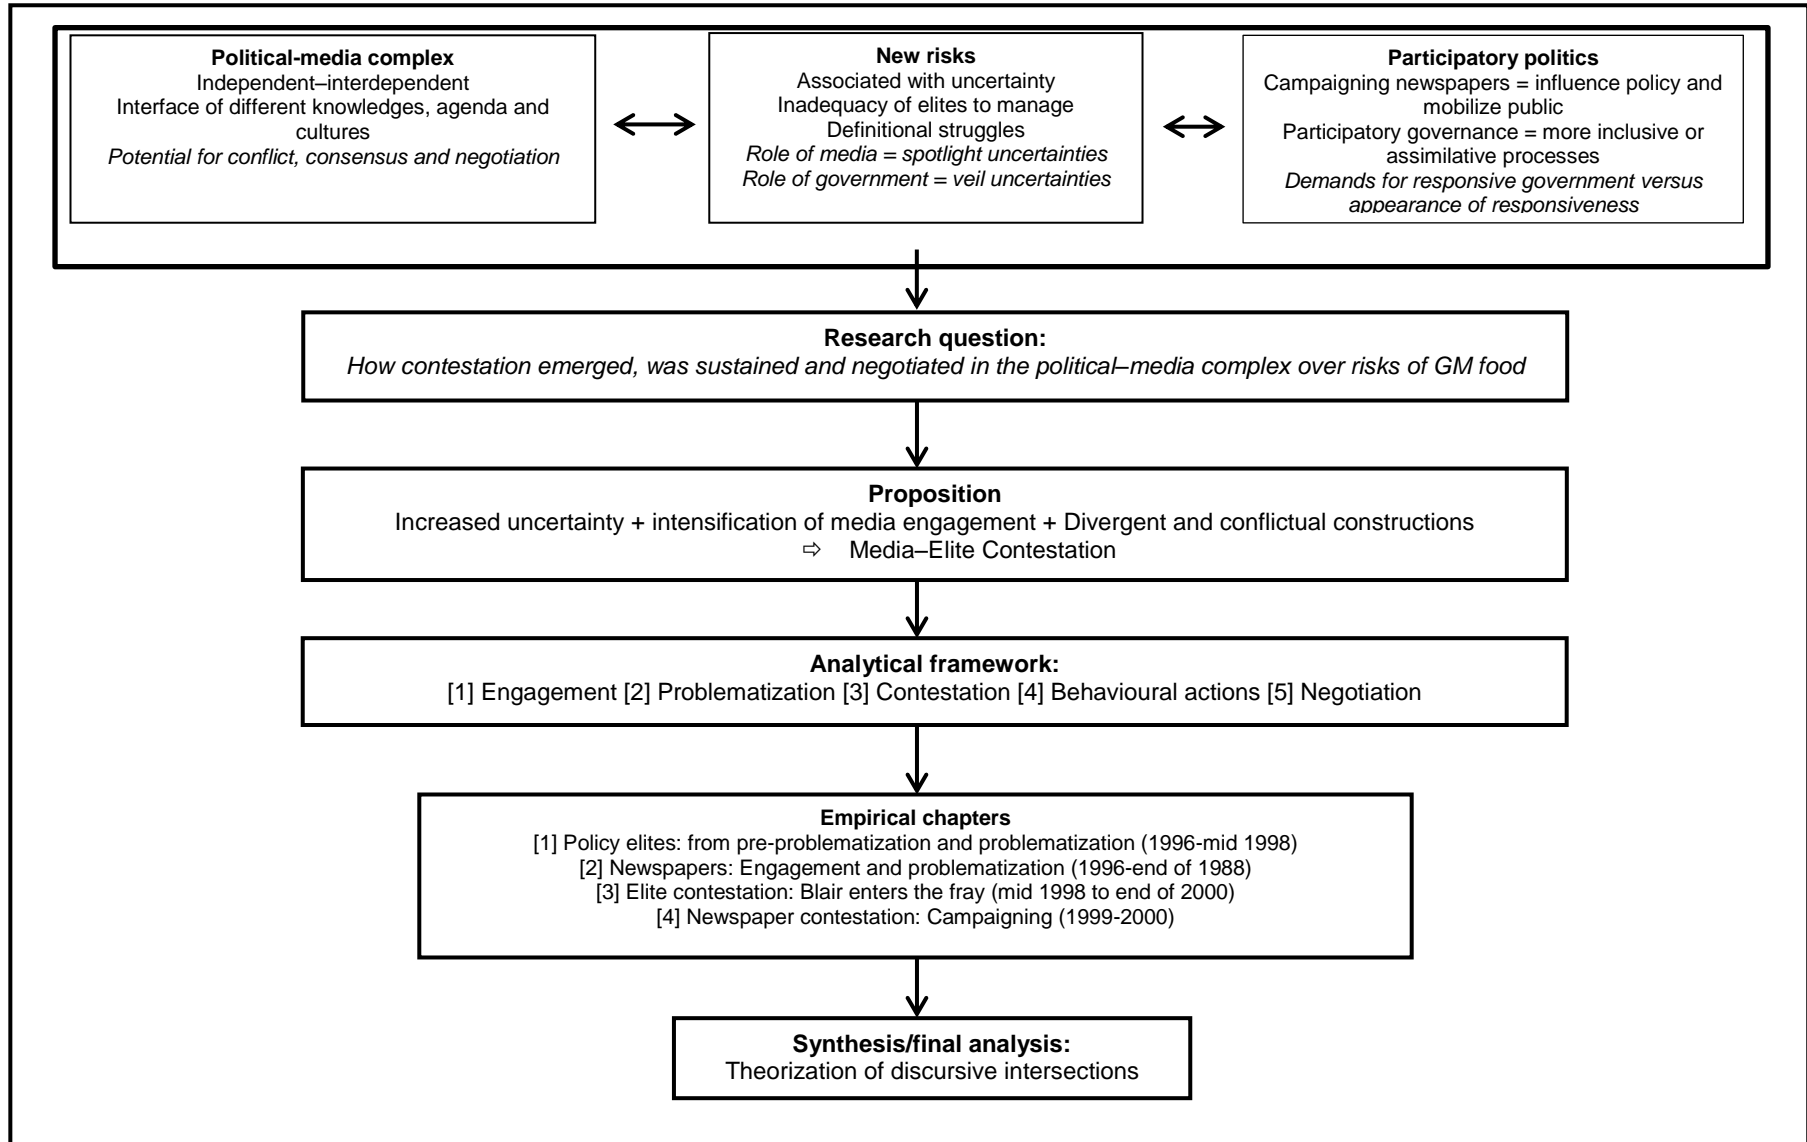 Political-media complex
Independent–interdependent
Interface of different knowledges, agenda and
cultures
Potential for conflict, consensus and negotiation
New risks
Associated with uncertainty
Inadequacy of elites to manage
Definitional struggles
Role of media = spotlight uncertainties
Role of government = veil uncertainties
Participatory politics
Campaigning newspapers = influence policy and
mobilize public
Participatory governance = more inclusive or
assimilative processes
Demands for responsive government versus
appearance of responsiveness
Research question:
How contestation emerged, was sustained and negotiated in the political–media complex over risks of GM food
Proposition
Increased uncertainty + intensification of media engagement + Divergent and conflictual constructions
⇨ Media–Elite Contestation
Analytical framework:
[1] Engagement [2] Problematization [3] Contestation [4] Behavioural actions [5] Negotiation
Empirical chapters
[1] Policy elites: from pre-problematization and problematization (1996-mid 1998)
[2] Newspapers: Engagement and problematization (1996-end of 1988)
[3] Elite contestation: Blair enters the fray (mid 1998 to end of 2000)
[4] Newspaper contestation: Campaigning (1999-2000)
Synthesis/final analysis:
Theorization of discursive intersections